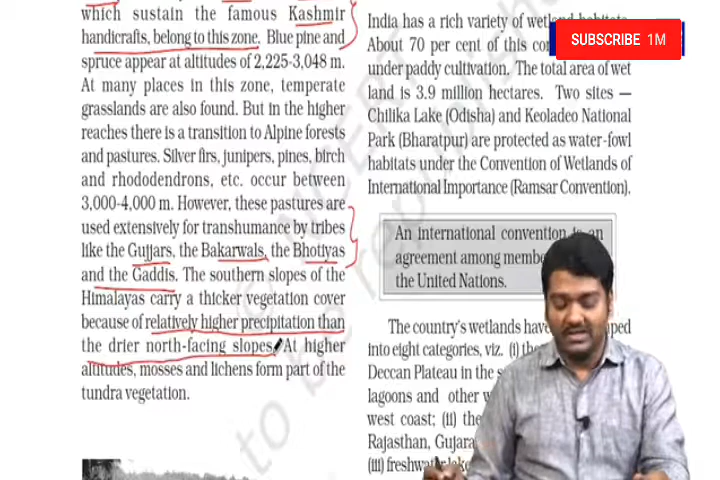 which sustain the famous Kashmir
handicrafts, belong to this zone. Blue pine and
spruce appear at altitudes of 2,225-3,048 m.
At many places in this zone, temperate
grasslands are also found. But in the higher
reaches there is a transition to Alpine forests
and pastures. Silver firs, junipers, pines, birch
and rhododendrons, etc. occur between
3,000-4,000 m. However, these pastures are
used extensively for transhumance by tribes
like the Gujjars, the Bakarwals, the Bhotiyas
and the Gaddis. The southern slopes of the
Himalayas carry a thicker vegetation cover
because of relatively higher precipitation than
the drier north-facing slopes. At higher
altitudes, mosses and lichens form part of the
tundra vegetation.
India has a rich variety of wetland habitats.
About 70 per cent of this
under paddy cultivation. The total area of wet
land is 3.9 million hectares. Two sites —
Chilika Lake (Odisha) and Keoladeo National
Park (Bharatpur) are protected as water-fowl
habitats under the Convention of Wetlands of
International Importance (Ramsar Convention).
An international convention is an
agreement among
the United Nations.
The country's wetlands have
into eight categories, viz. (i)
Deccan Plateau in the
lagoons and other
west coast; (ii) the
Rajasthan,
(iii) freshwater
SUBSCRIBE 1M
to be republished